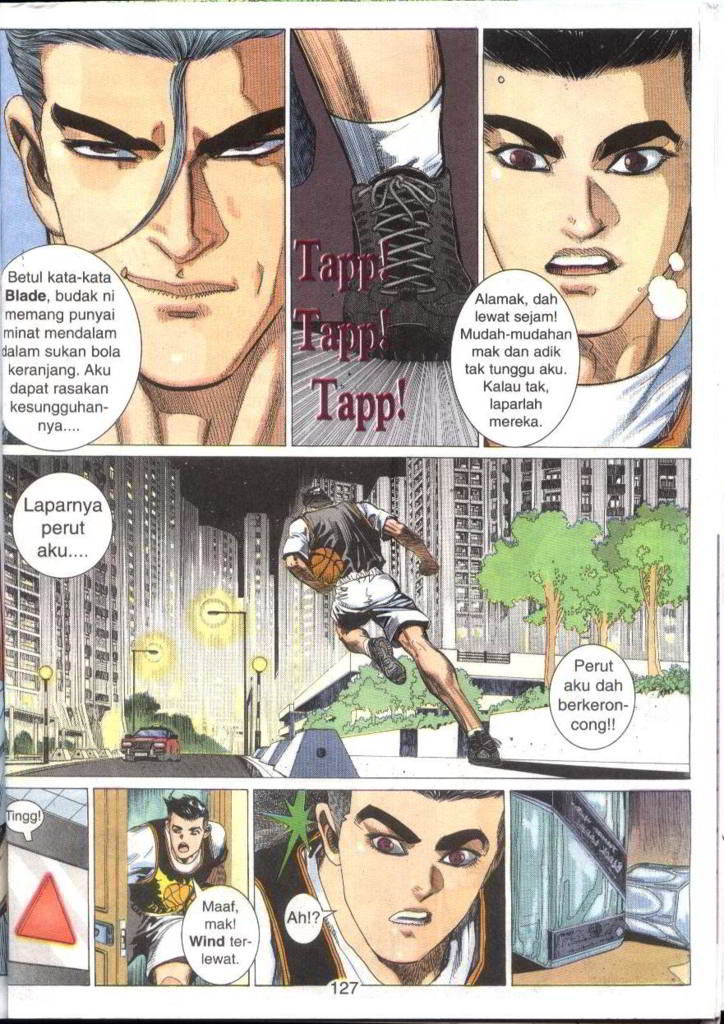 Betul kata-kata
Blade, budak ni
memang punyai
minat mendalam
dalam sukan bola
keranjang. Aku
dapat rasakan
kesungguhan-
nya....
Tapp!
Tapp!
Tapp!
Alamak, dah
lewat sejam!
Mudah-mudahan
mak dan adik
tak tunggu aku.
Kalau tak,
laparlah
mereka.
Laparnya
perut
aku....
Perut
aku dah
berkeron-
cong!!
Tingg!
Maaf,
mak!
Wind ter-
lewat.
Ah!?
127